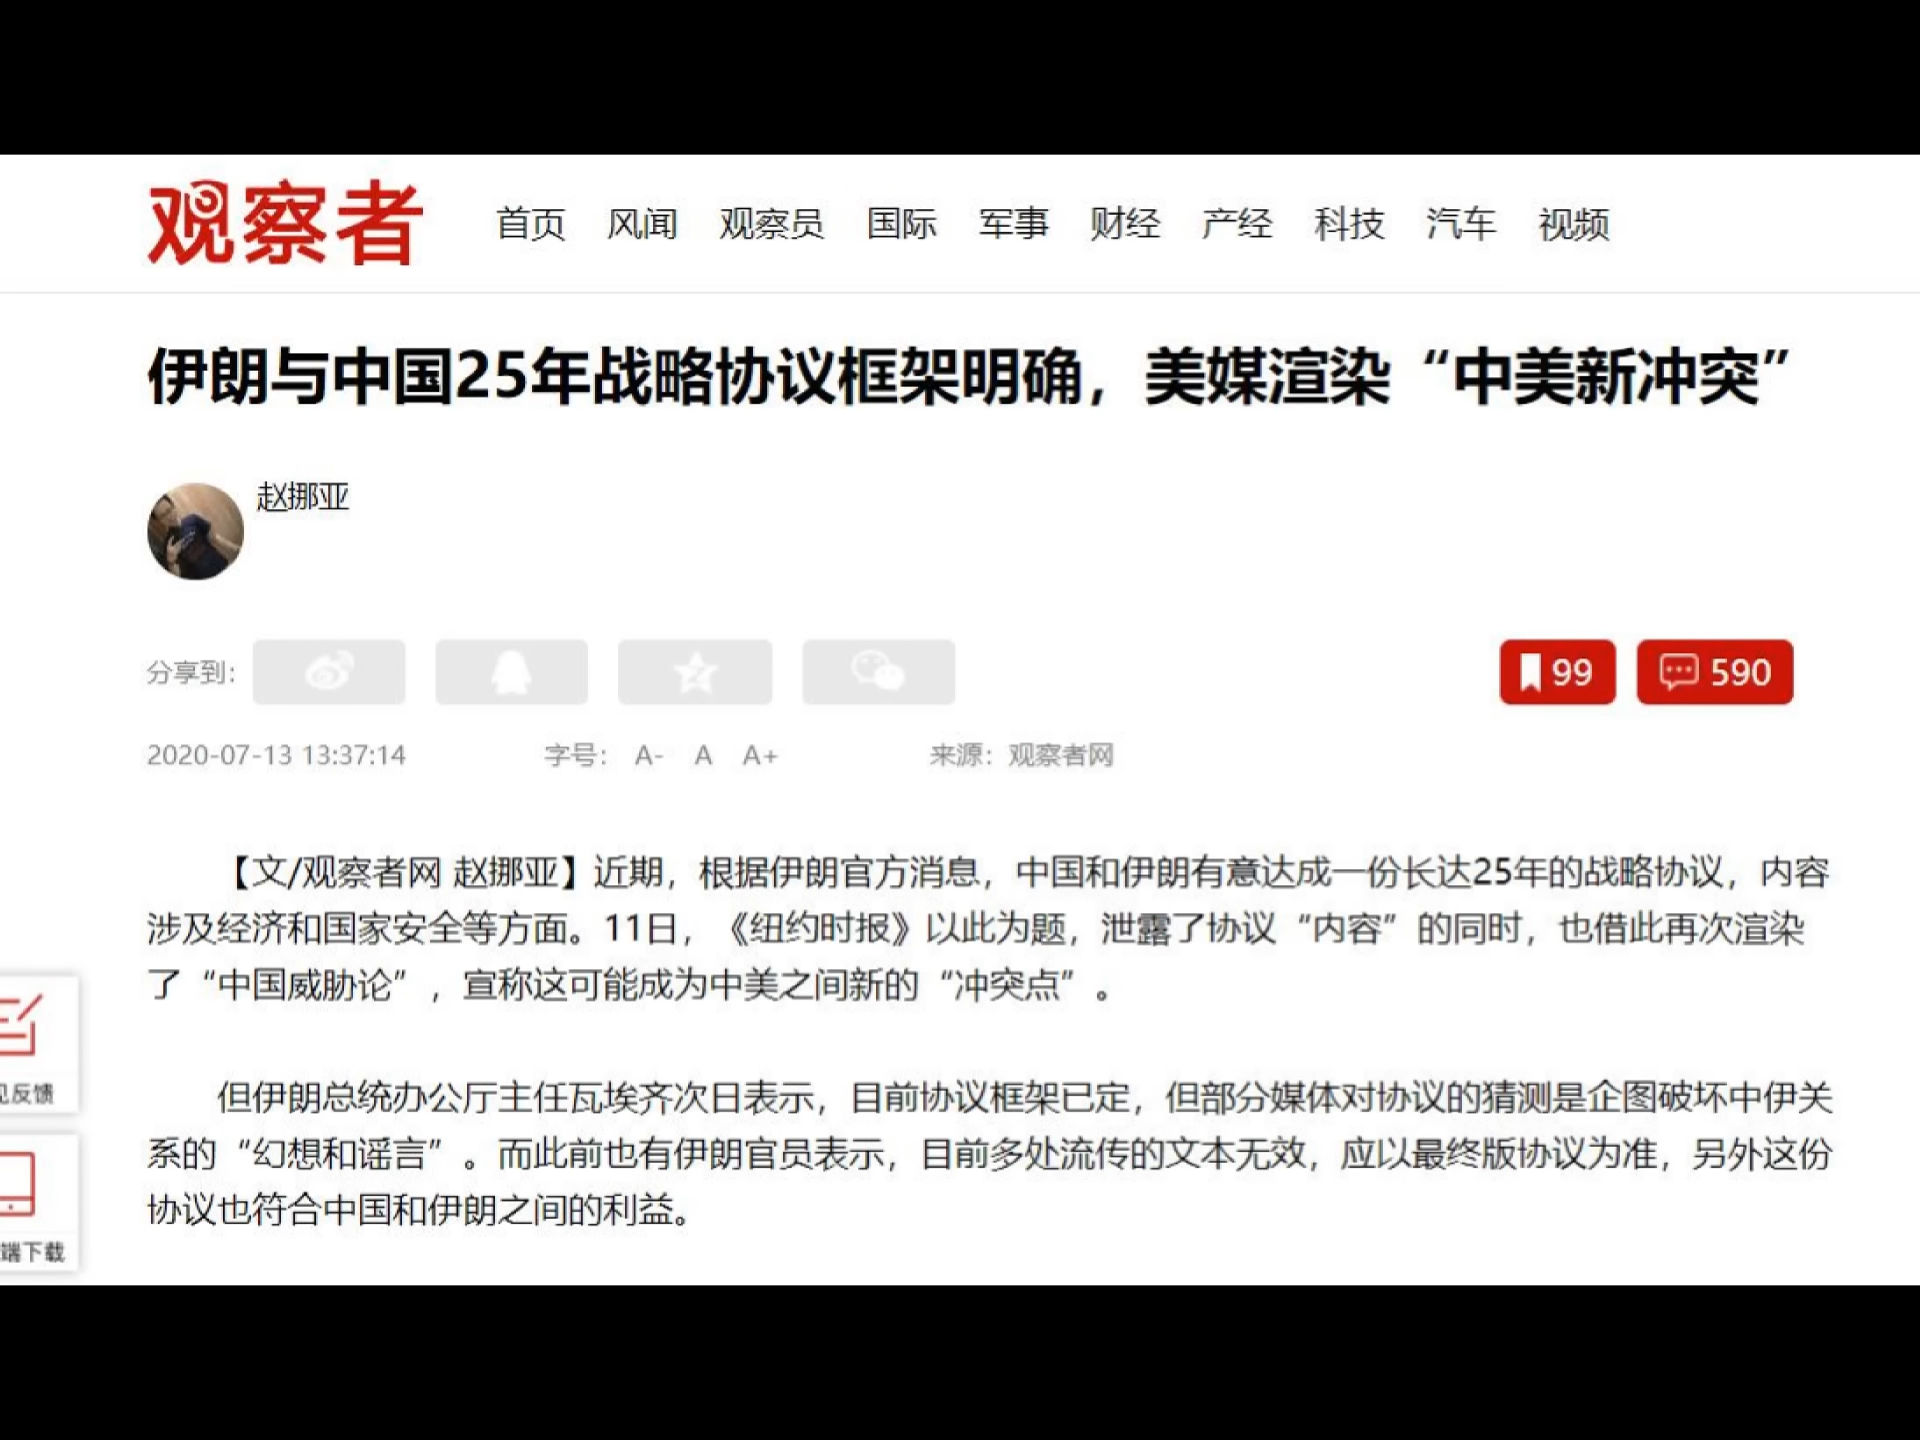 观察者 首页 风闻 观察员 国际 军事 财经 产经 科技 汽车 视频
伊朗与中国25年战略协议框架明确，美媒渲染“中美新冲突”
赵挪亚
分享到： 99 590
2020-07-13 13:37:14 字号： A- A A+ 来源：观察者网
【文/观察者网 赵挪亚】近期，根据伊朗官方消息，中国和伊朗有意达成一份长达25年的战略协议，内容
涉及经济和国家安全等方面。11日，《纽约时报》以此为题，泄露了协议“内容”的同时，也借此再次渲染
了“中国威胁论”，宣称这可能成为中美之间新的“冲突点”。
见反馈
但伊朗总统办公厅主任瓦埃齐次日表示，目前协议框架已定，但部分媒体对协议的猜测是企图破坏中伊关
系的“幻想和谣言”。而此前也有伊朗官员表示，目前多处流传的文本无效，应以最终版协议为准，另外这份
协议也符合中国和伊朗之间的利益。
端下载